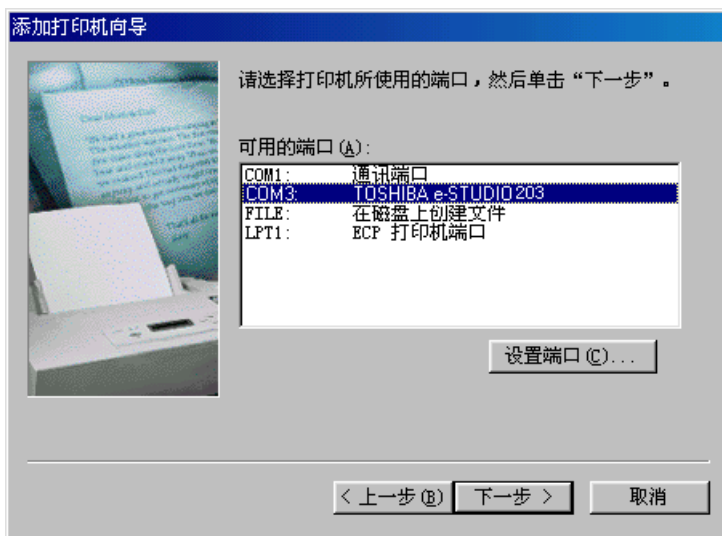 添加打印机向导
请选择打印机所使用的端口，然后单击“下一步”。
可用的端口(A):
COM1: 通讯端口
COM3: TOSHIBA e-STUDIO203
FILE: 在磁盘上创建文件
LPT1: ECP 打印机端口
设置端口(C)...
< 上一步(B) 下一步 > 取消